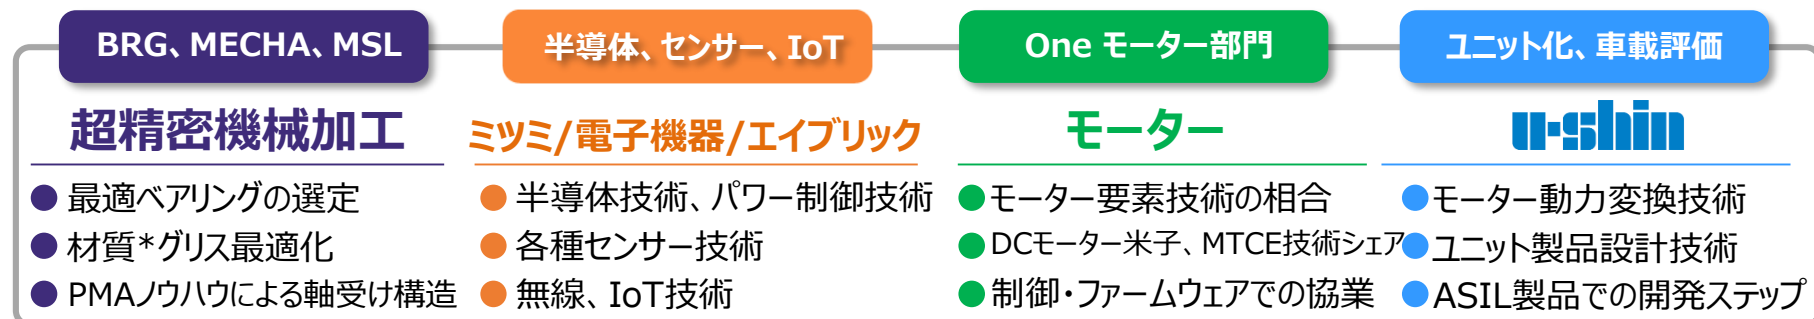 BRG、MECHA、MSL
超精密機械加工
● 最適ベアリングの選定
● 材質*グリス最適化
● PMAノウハウによる軸受け構造
半導体、センサー、IoT
ミツミ/電子機器/エイブリック
● 半導体技術、パワー制御技術
● 各種センサー技術
● 無線、IoT技術
One モーター部門
モーター
●モーター要素技術の相合
●DCモーター米子、MTCE技術シェア
●制御・ファームウェアでの協業
ユニット化、車載評価
u-shin
●モーター動力変換技術
●ユニット製品設計技術
●ASIL製品での開発ステップ